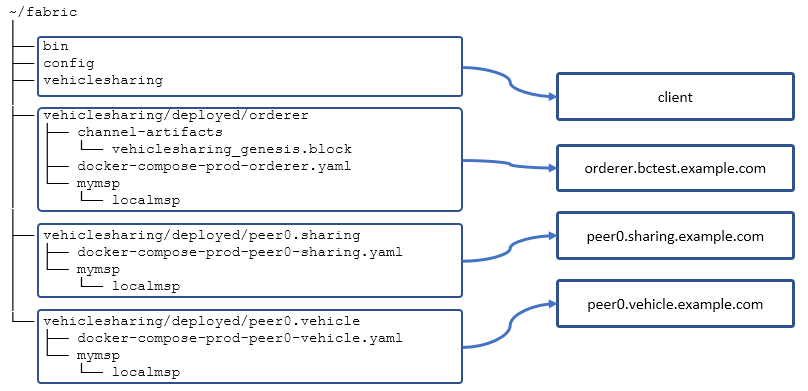 ~/fabric
bin
config
vehiclesharing
client
vehiclesharing/deployed/orderer
channel-artifacts
vehiclesharing_genesis.block
docker-compose-prod-orderer.yaml
mymsp
localmsp
orderer.bctest.example.com
vehiclesharing/deployed/peer0.sharing
docker-compose-prod-peer0-sharing.yaml
mymsp
localmsp
peer0.sharing.example.com
vehiclesharing/deployed/peer0.vehicle
docker-compose-prod-peer0-vehicle.yaml
mymsp
localmsp
peer0.vehicle.example.com